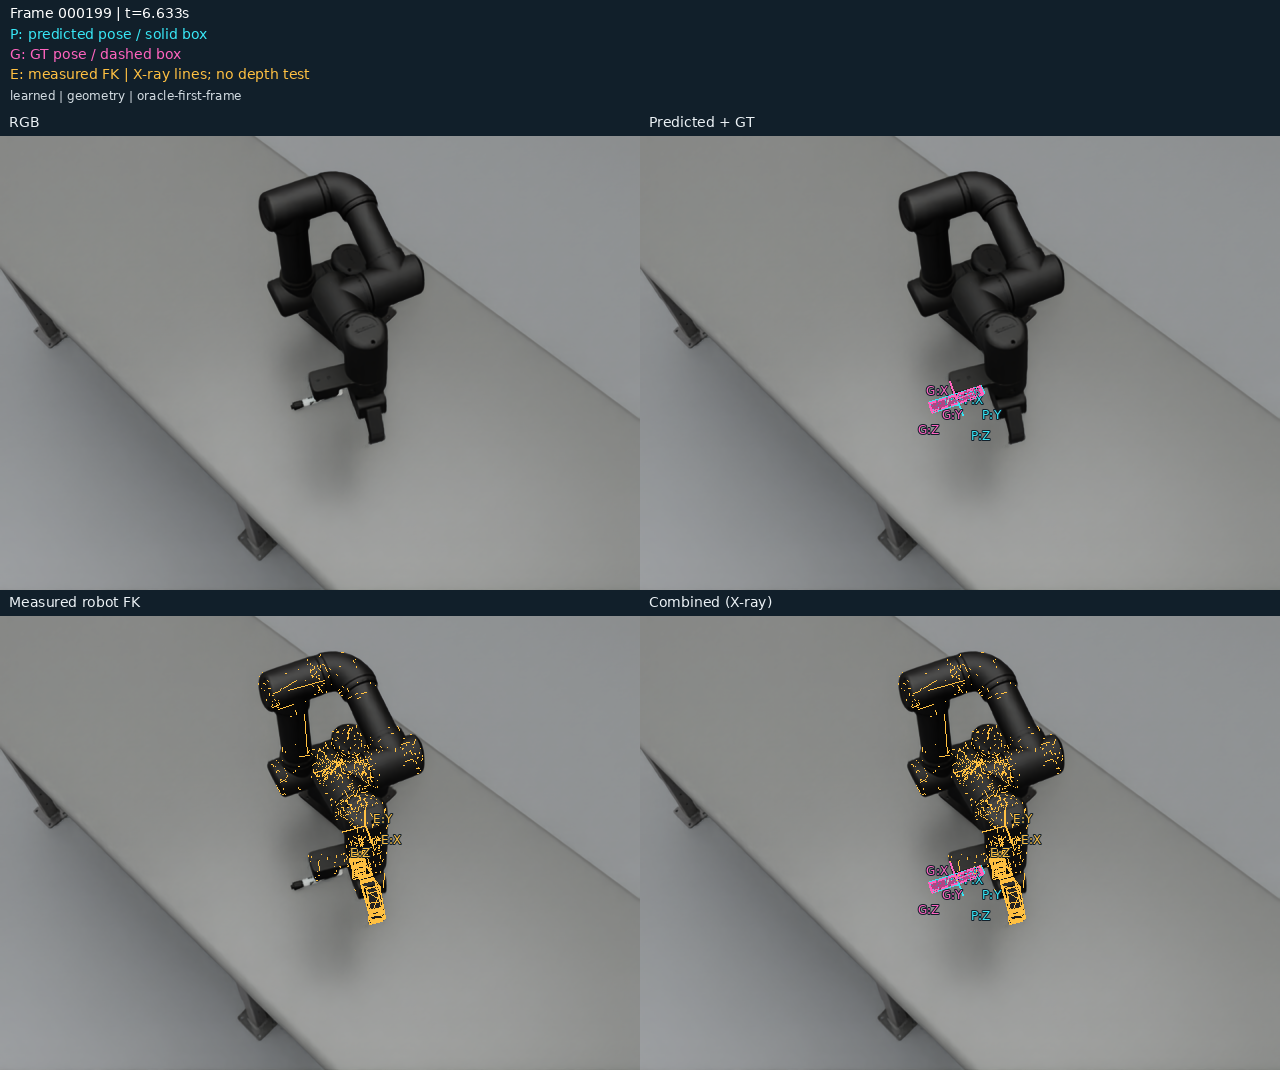 Frame 000199 | t=6.633s
P: predicted pose / solid box
G: GT pose / dashed box
E: measured FK | X-ray lines; no depth test
learned | geometry | oracle-first-frame
RGB
Predicted + GT
G:X
G:Y
P:Y
G:Z
P:Z
Measured robot FK
Combined (X-ray)
E:Y
E:X
E:Z
E:Y
E:X
E:Z
G:X
G:Y
P:Y
G:Z
P:Z